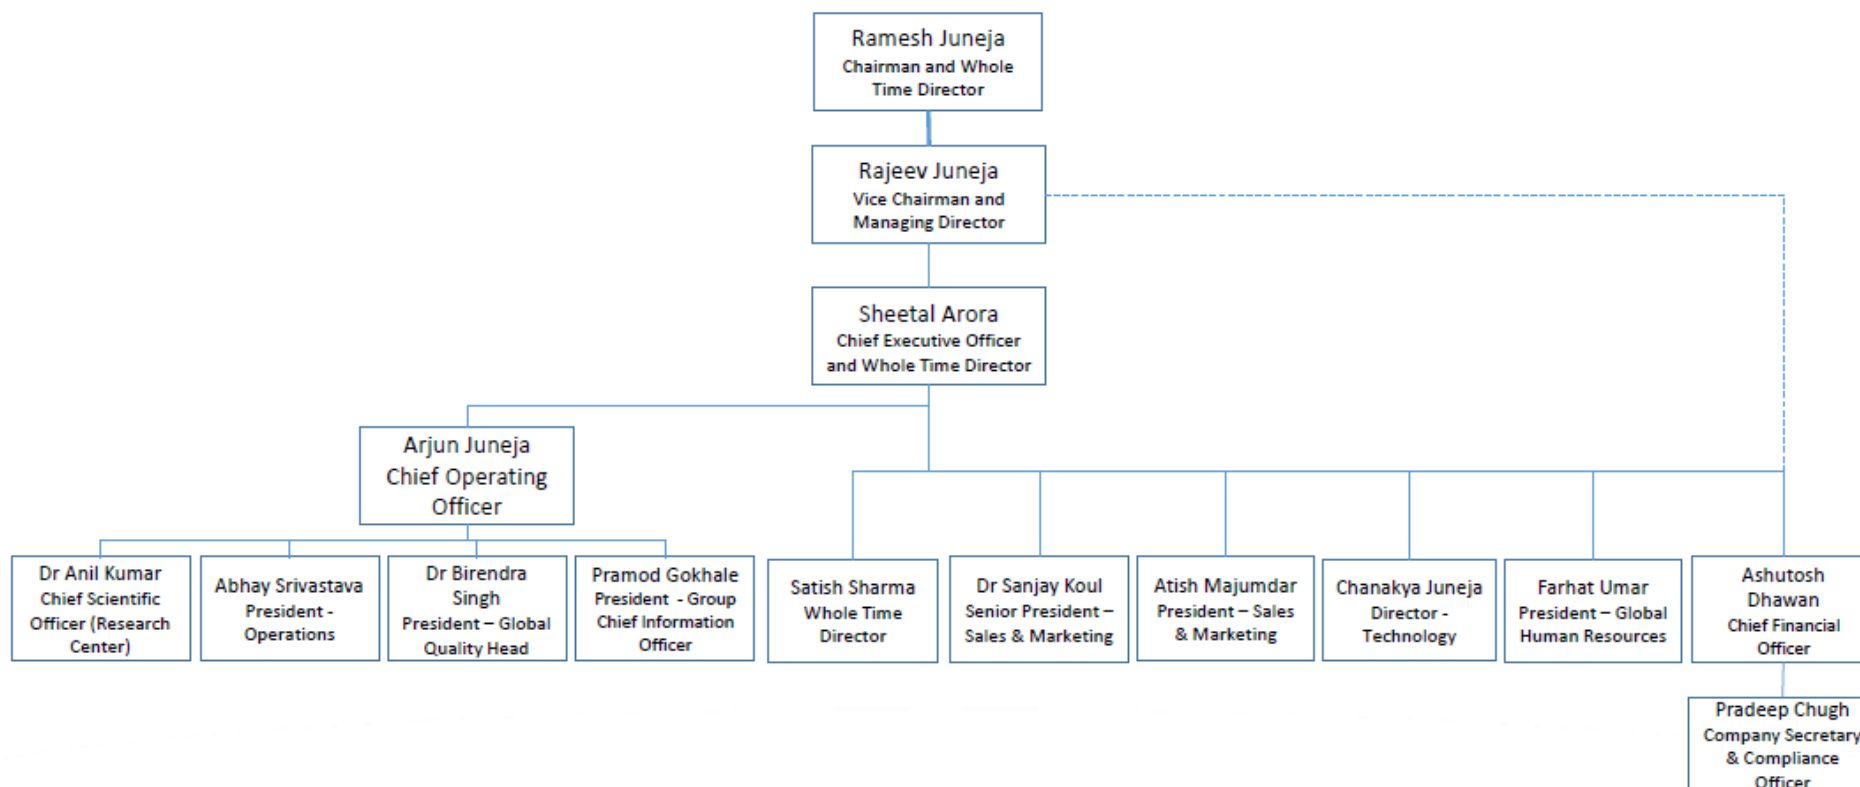 Ramesh Juneja
Chairman and Whole
Time Director
Rajeev Juneja
Vice Chairman and
Managing Director
Sheetal Arora
Chief Executive Officer
and Whole Time Director
Arjun Juneja
Chief Operating
Officer
Dr Anil Kumar
Chief Scientific
Officer (Research
Center)
Abhay Srivastava
President -
Operations
Dr Birendra
Singh
President – Global
Quality Head
Pramod Gokhale
President - Group
Chief Information
Officer
Satish Sharma
Whole Time
Director
Dr Sanjay Koul
Senior President –
Sales & Marketing
Atish Majumdar
President – Sales
& Marketing
Chanakya Juneja
Director -
Technology
Farhat Umar
President – Global
Human Resources
Ashutosh
Dhawan
Chief Financial
Officer
Pradeep Chugh
Company Secretary
& Compliance
Officer